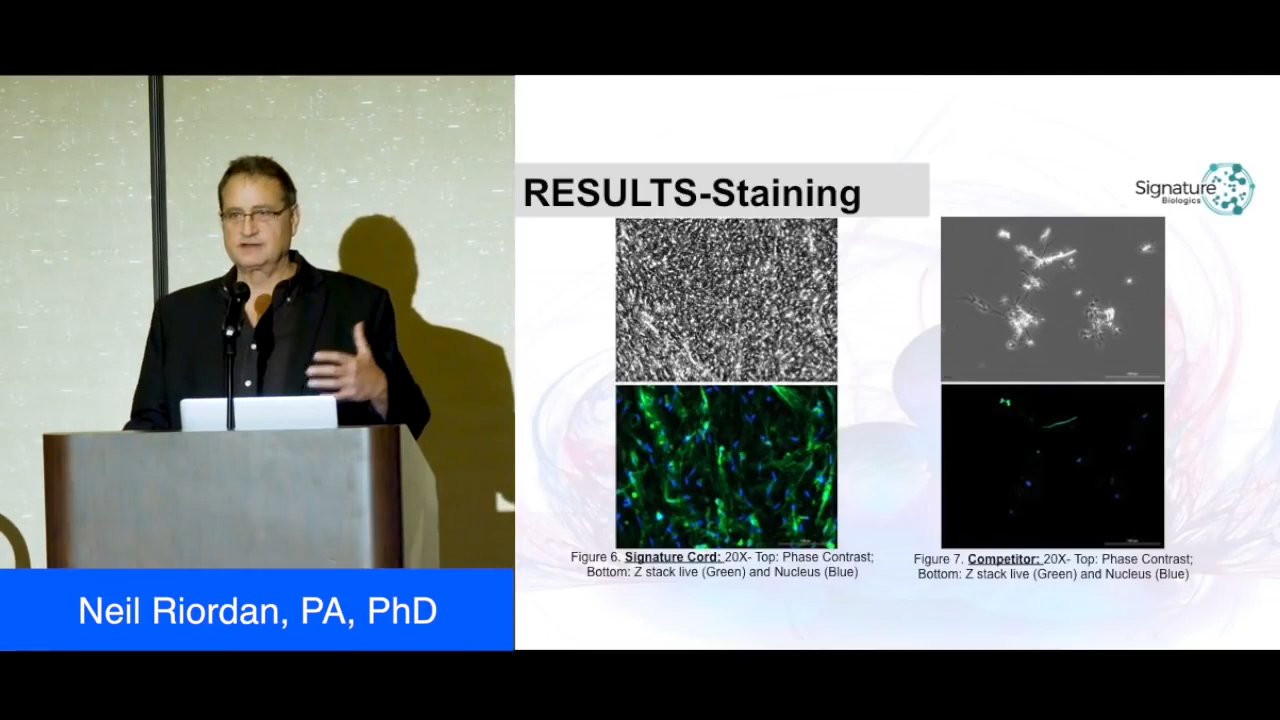 RESULTS-Staining
Signature
Biologics
Figure 6. Signature Cord: 20X- Top: Phase Contrast;
Bottom: Z stack live (Green) and Nucleus (Blue)
Figure 7. Competitor: 20X- Top: Phase Contrast;
Bottom: Z stack live (Green) and Nucleus (Blue)
Neil Riordan, PA, PhD